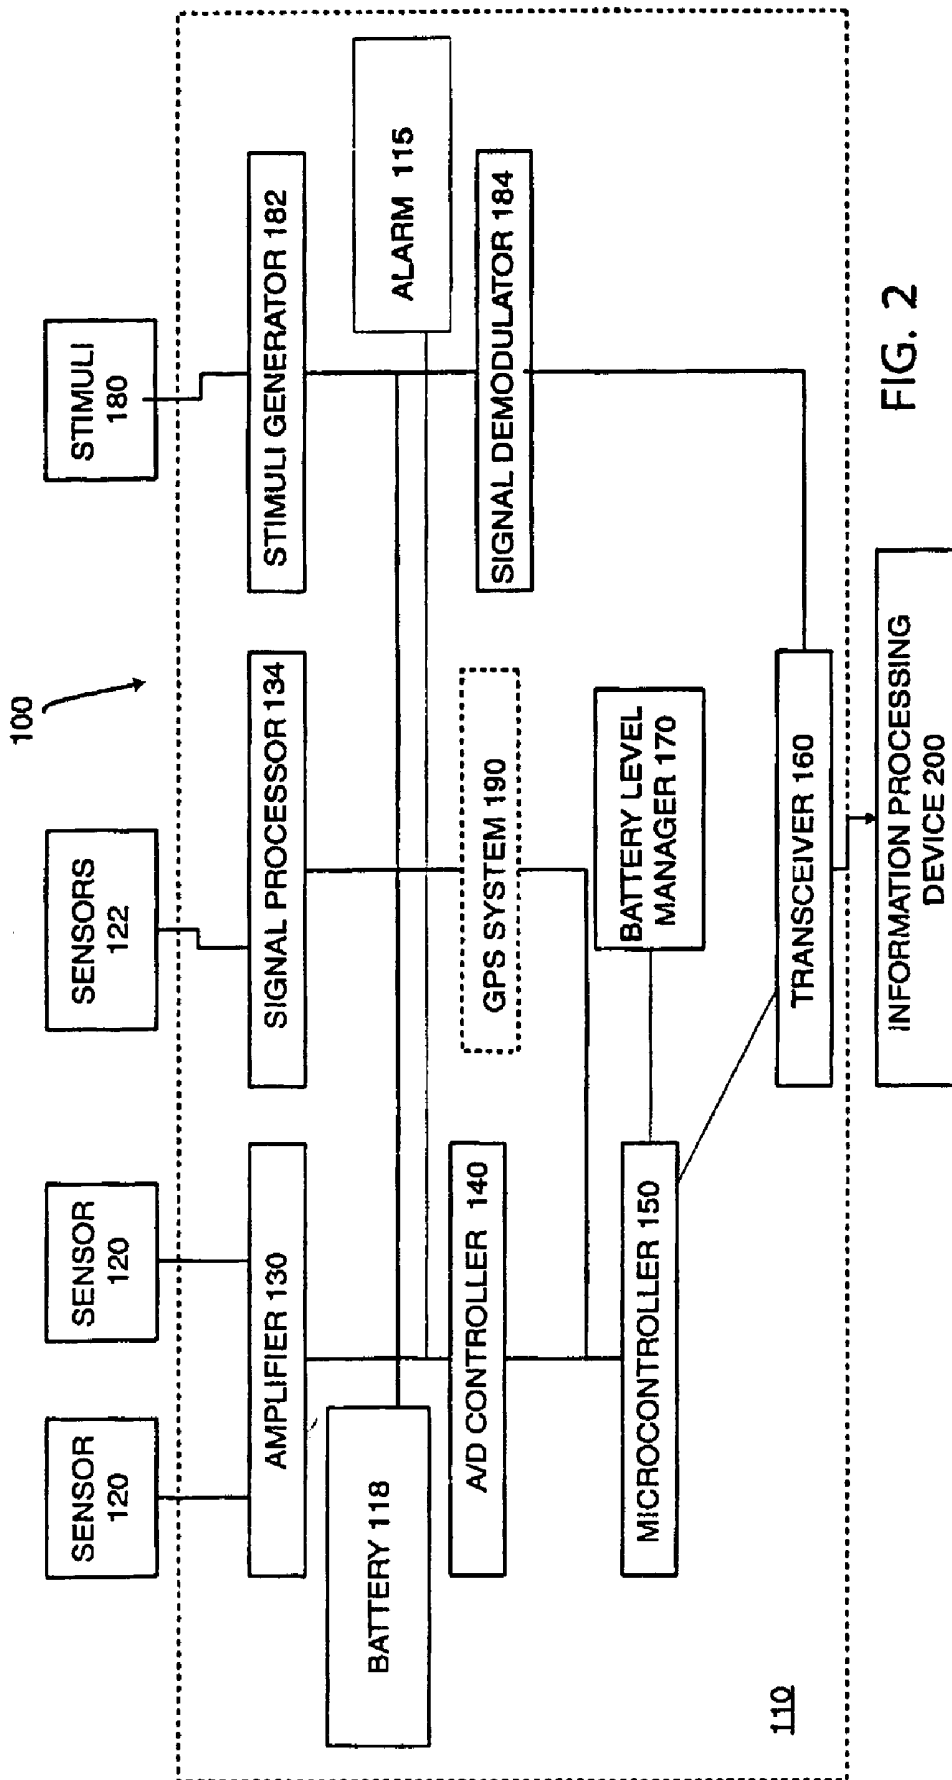 100
SENSOR
120
SENSOR
120
SENSORS
122
STIMULI
180
AMPLIFIER 130
SIGNAL PROCESSOR 134
STIMULI GENERATOR 182
BATTERY 118
ALARM 115
A/D CONTROLLER 140
GPS SYSTEM 190
SIGNAL DEMODULATOR 184
MICROCONTROLLER 150
BATTERY LEVEL
MANAGER 170
110
TRANSCEIVER 160
INFORMATION PROCESSING
DEVICE 200
FIG. 2